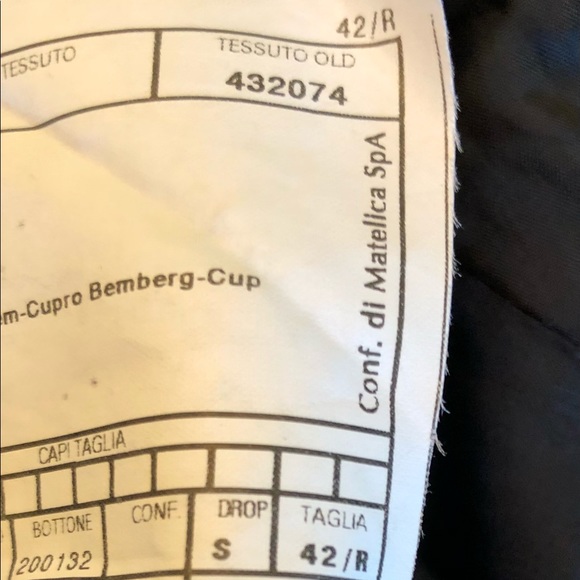 42/R
TESSUTO
TESSUTO OLD
432074
Conf. di Matelica SpA
m-Cupro Bemberg-Cup
CAPI TAGLIA
BOTTONE
CONF.
DROP
TAGLIA
200132
S
42/R